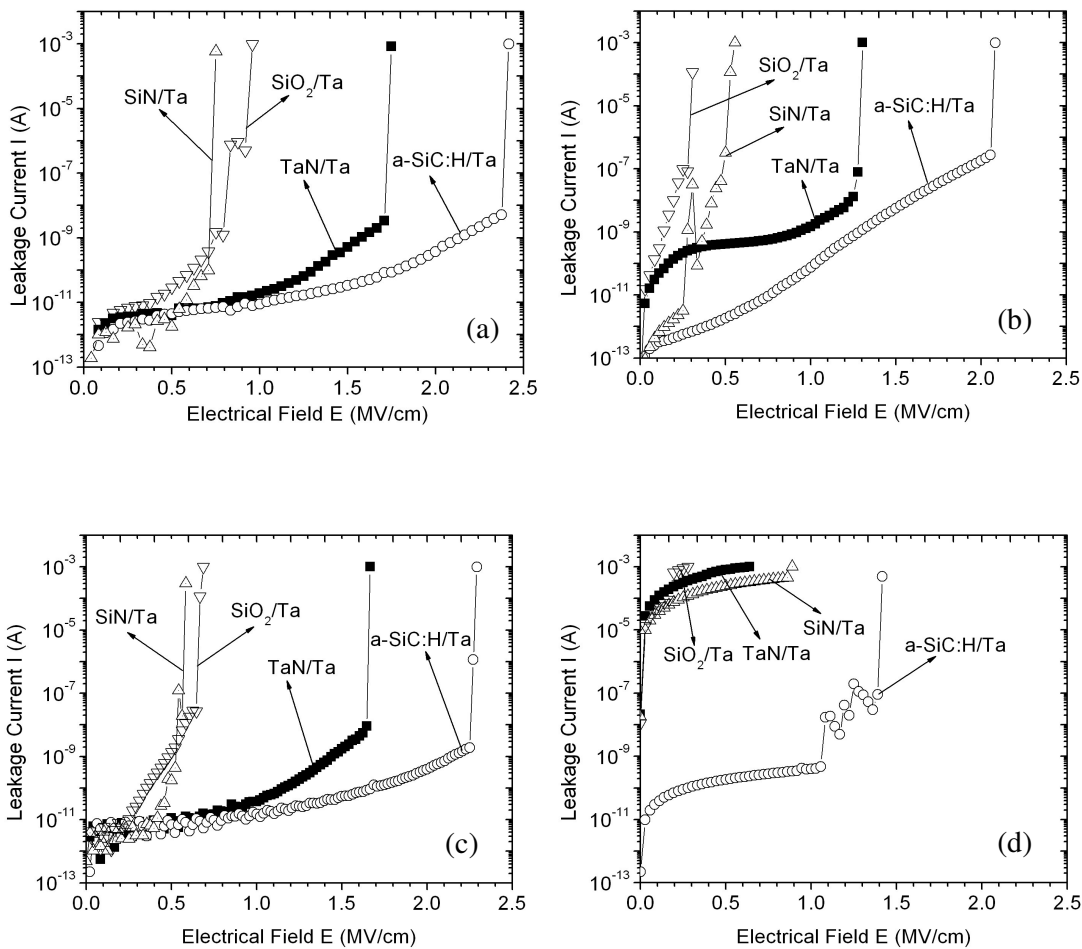 10⁻³
10⁻⁵
10⁻⁷
10⁻⁹
10⁻¹¹
10⁻¹³
Leakage Current I (A)
SiN/Ta
SiO₂/Ta
TaN/Ta
a-SiC:H/Ta
(a)
0.0 0.5 1.0 1.5 2.0 2.5
Electrical Field E (MV/cm)
10⁻³
10⁻⁵
10⁻⁷
10⁻⁹
10⁻¹¹
10⁻¹³
Leakage Current I (A)
SiO₂/Ta
SiN/Ta
a-SiC:H/Ta
TaN/Ta
(b)
0.0 0.5 1.0 1.5 2.0 2.5
Electrical Field E (MV/cm)
10⁻³
10⁻⁵
10⁻⁷
10⁻⁹
10⁻¹¹
10⁻¹³
Leakage Current I (A)
SiN/Ta
SiO₂/Ta
TaN/Ta
a-SiC:H/Ta
(c)
0.0 0.5 1.0 1.5 2.0 2.5
Electrical Field E (MV/cm)
10⁻³
10⁻⁵
10⁻⁷
10⁻⁹
10⁻¹¹
10⁻¹³
Leakage Current I (A)
SiN/Ta
SiO₂/Ta
TaN/Ta
a-SiC:H/Ta
(d)
0.0 0.5 1.0 1.5 2.0 2.5
Electrical Field E (MV/cm)